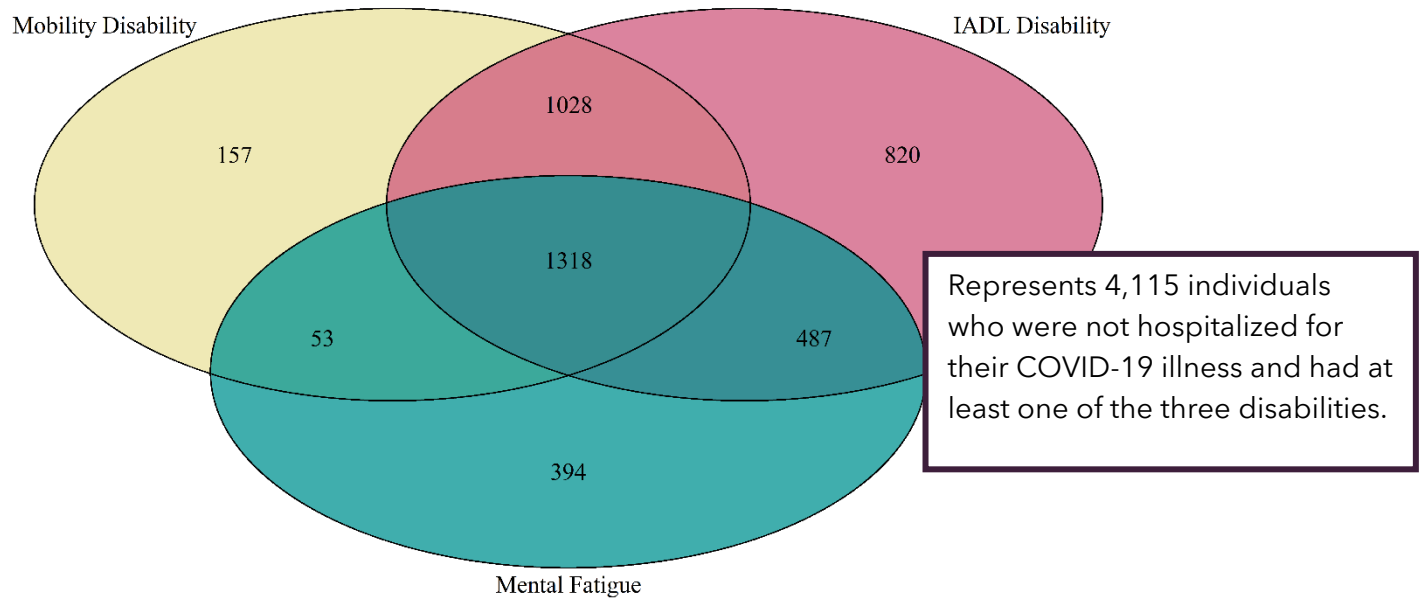 Mobility Disability
IADL Disability
1028
157
820
1318
53
487
394
Mental Fatigue
Represents 4,115 individuals
who were not hospitalized for
their COVID-19 illness and had at
least one of the three disabilities.